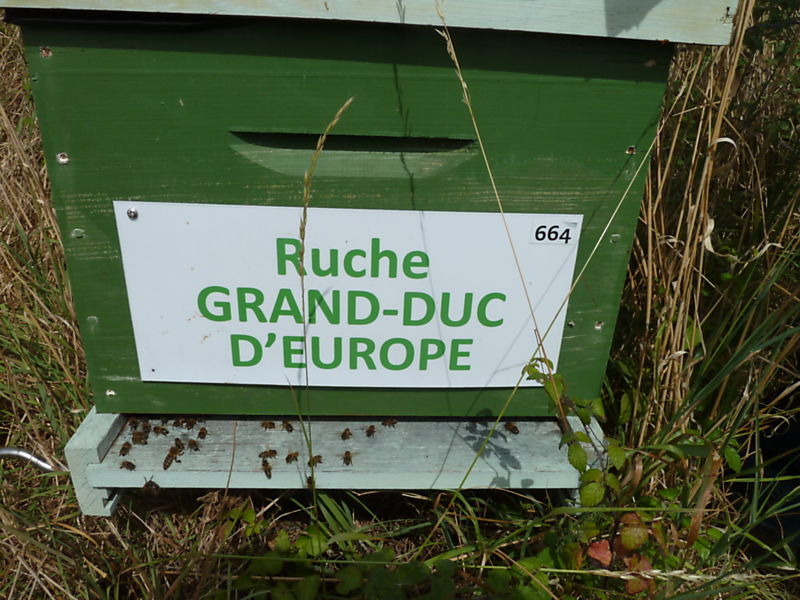 664
Ruche
GRAND-DUC
D'EUROPE